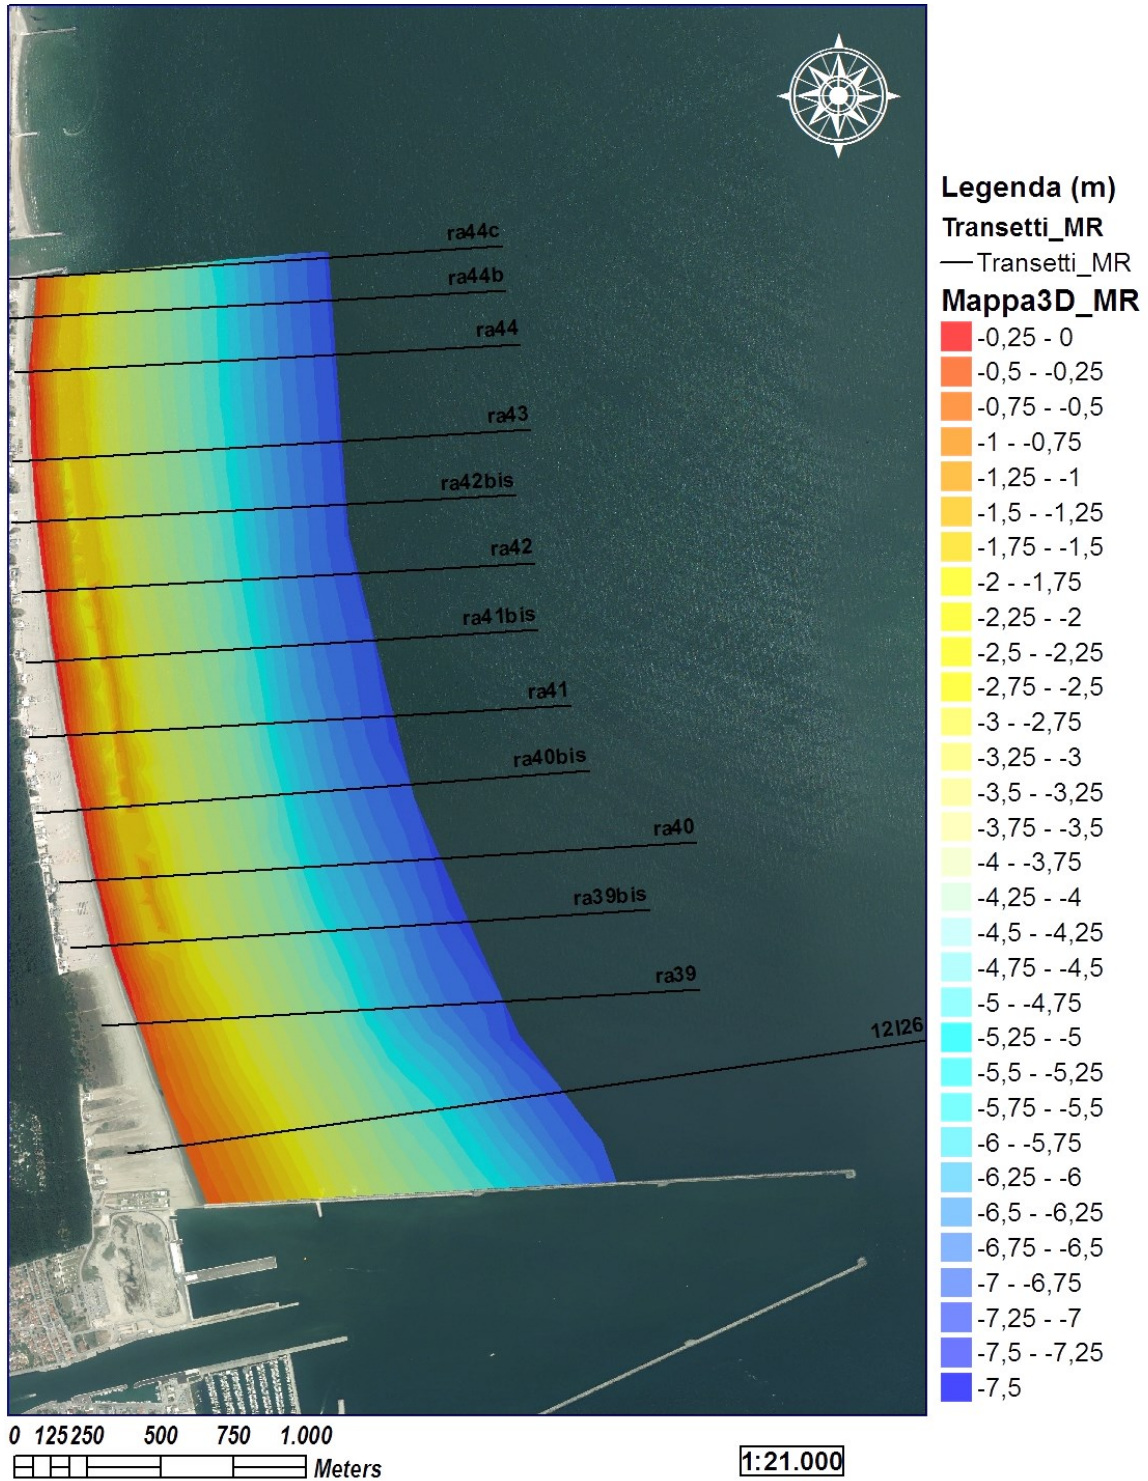 ra44c
ra44b
ra44
ra43
ra42bis
ra42
ra41bis
ra41
ra40bis
ra40
ra39bis
ra39
12l26
Legenda (m)
Transetti_MR
Transetti_MR
Mappa3D_MR
-0,25 - 0
-0,5 - -0,25
-0,75 - -0,5
-1 - -0,75
-1,25 - -1
-1,5 - -1,25
-1,75 - -1,5
-2 - -1,75
-2,25 - -2
-2,5 - -2,25
-2,75 - -2,5
-3 - -2,75
-3,25 - -3
-3,5 - -3,25
-3,75 - -3,5
-4 - -3,75
-4,25 - -4
-4,5 - -4,25
-4,75 - -4,5
-5 - -4,75
-5,25 - -5
-5,5 - -5,25
-5,75 - -5,5
-6 - -5,75
-6,25 - -6
-6,5 - -6,25
-6,75 - -6,5
-7 - -6,75
-7,25 - -7
-7,5 - -7,25
-7,5
0 125 250 500 750 1.000
Meters
1:21.000